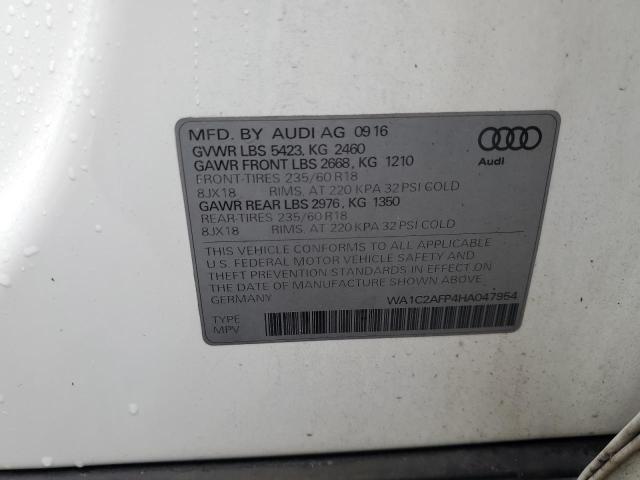 MFD. BY AUDI AG 09 16
GVWR LBS 5423, KG 2460
GAWR FRONT LBS 2668, KG 1210
FRONT-TIRES 235/60 R18
8JX18 RIMS. AT 220 KPA 32 PSI COLD
GAWR REAR LBS 2976, KG 1350
REAR-TIRES 235/60 R18
8JX18 RIMS. AT 220 KPA 32 PSI COLD
Audi
THIS VEHICLE CONFORMS TO ALL APPLICABLE
U.S. FEDERAL MOTOR VEHICLE SAFETY AND
THEFT PREVENTION STANDARDS IN EFFECT ON
THE DATE OF MANUFACTURE SHOWN ABOVE.
GERMANY WA1C2AFP4HA047954
TYPE
MPV